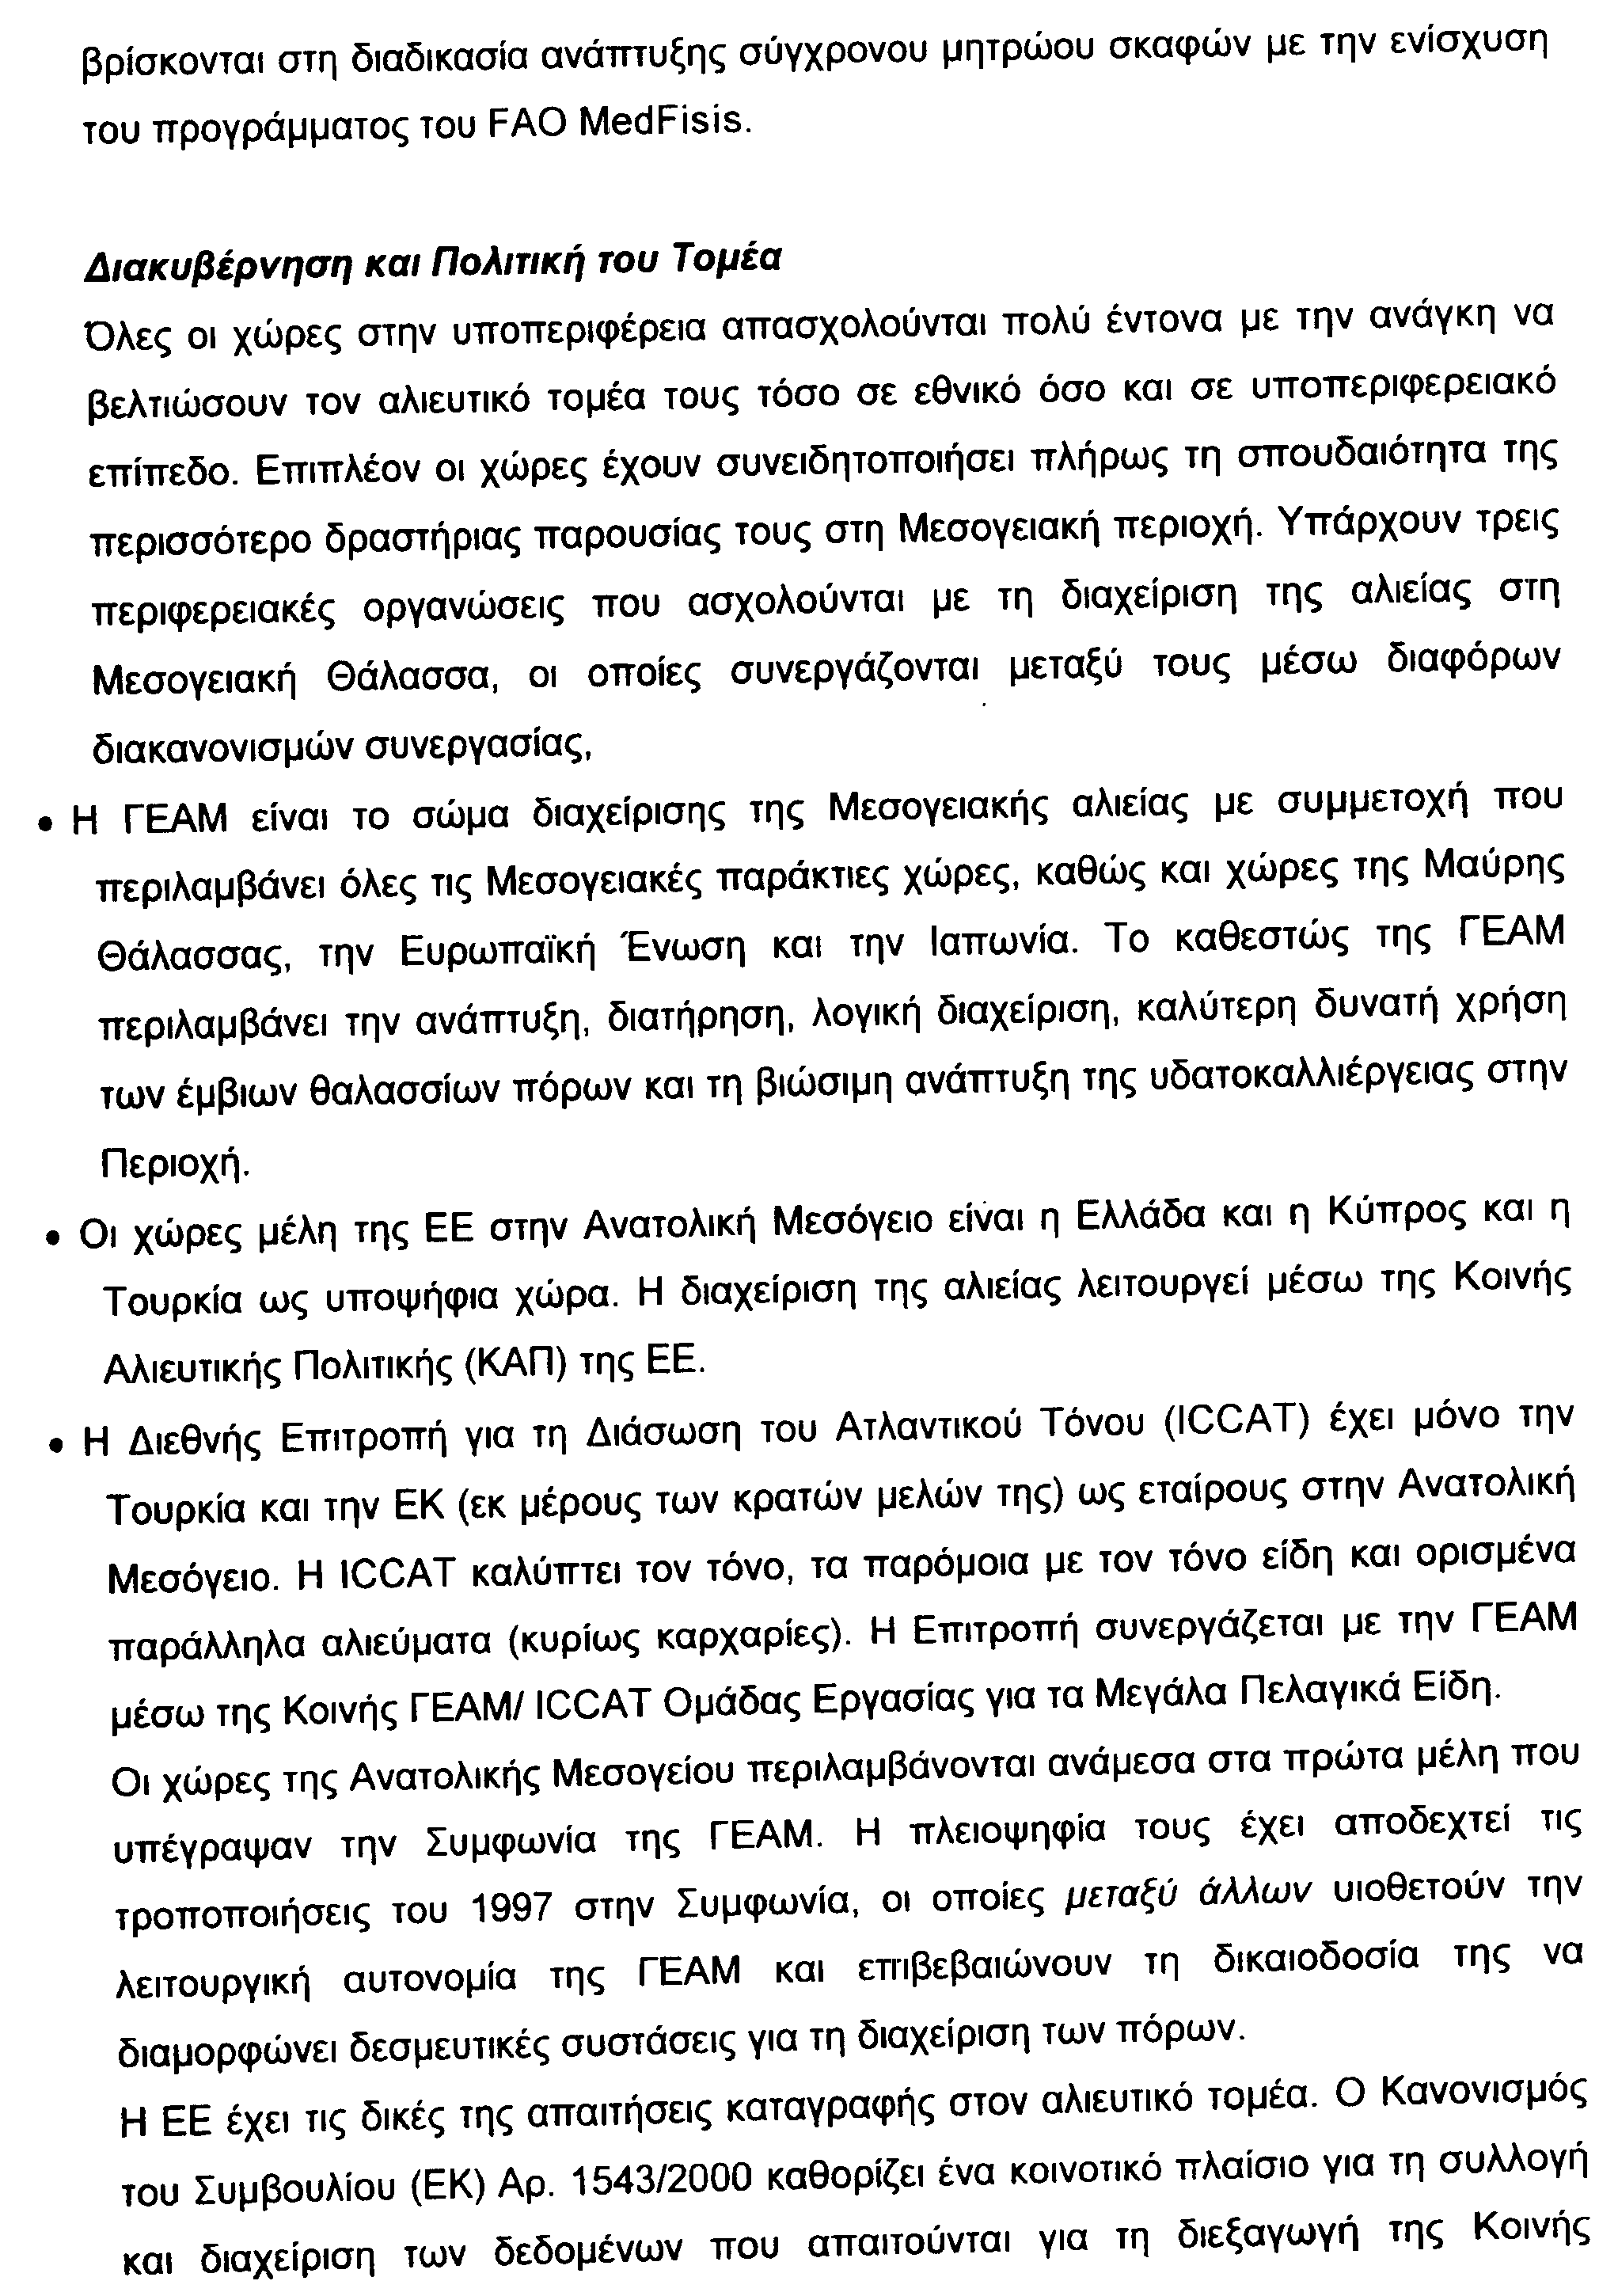 βρίσκονται στη διαδικασία ανάπτυξης σύγχρονου μητρώου σκαφών με την ενίσχυση
του προγράμματος του FAO MedFisis.
Διακυβέρνηση και Πολιτική του Τομέα
Όλες οι χώρες στην υποπεριφέρεια απασχολούνται πολύ έντονα με την ανάγκη να
βελτιώσουν τον αλιευτικό τομέα τους τόσο σε εθνικό όσο και σε υποπεριφερειακό
επίπεδο. Επιπλέον οι χώρες έχουν συνειδητοποιήσει πλήρως τη σπουδαιότητα της
περισσότερο δραστήριας παρουσίας τους στη Μεσογειακή περιοχή. Υπάρχουν τρεις
περιφερειακές οργανώσεις που ασχολούνται με τη διαχείριση της αλιείας στη
Μεσογειακή Θάλασσα, οι οποίες συνεργάζονται μεταξύ τους μέσω διαφόρων
διακανονισμών συνεργασίας,
• Η ΓΕΑΜ είναι το σώμα διαχείρισης της Μεσογειακής αλιείας με συμμετοχή που
περιλαμβάνει όλες τις Μεσογειακές παράκτιες χώρες, καθώς και χώρες της Μαύρης
Θάλασσας, την Ευρωπαϊκή Ένωση και την Ιαπωνία. Το καθεστώς της ΓΕΑΜ
περιλαμβάνει την ανάπτυξη, διατήρηση, λογική διαχείριση, καλύτερη δυνατή χρήση
των έμβιων θαλασσίων πόρων και τη βιώσιμη ανάπτυξη της υδατοκαλλιέργειας στην
Περιοχή.
• Οι χώρες μέλη της ΕΕ στην Ανατολική Μεσόγειο είναι η Ελλάδα και η Κύπρος και η
Τουρκία ως υποψήφια χώρα. Η διαχείριση της αλιείας λειτουργεί μέσω της Κοινής
Αλιευτικής Πολιτικής (ΚΑΠ) της ΕΕ.
• Η Διεθνής Επιτροπή για τη Διάσωση του Ατλαντικού Τόνου (ICCAT) έχει μόνο την
Τουρκία και την ΕΚ (εκ μέρους των κρατών μελών της) ως εταίρους στην Ανατολική
Μεσόγειο. Η ICCAT καλύπτει τον τόνο, τα παρόμοια με τον τόνο είδη και ορισμένα
παράλληλα αλιεύματα (κυρίως καρχαρίες). Η Επιτροπή συνεργάζεται με την ΓΕΑΜ
μέσω της Κοινής ΓΕΑΜ/ ICCAT Ομάδας Εργασίας για τα Μεγάλα Πελαγικά Είδη.
Οι χώρες της Ανατολικής Μεσογείου περιλαμβάνονται ανάμεσα στα πρώτα μέλη που
υπέγραψαν την Συμφωνία της ΓΕΑΜ. Η πλειοψηφία τους έχει αποδεχτεί τις
τροποποιήσεις του 1997 στην Συμφωνία, οι οποίες μεταξύ άλλων υιοθετούν την
λειτουργική αυτονομία της ΓΕΑΜ και επιβεβαιώνουν τη δικαιοδοσία της να
διαμορφώνει δεσμευτικές συστάσεις για τη διαχείριση των πόρων.
Η ΕΕ έχει τις δικές της απαιτήσεις καταγραφής στον αλιευτικό τομέα. Ο Κανονισμός
του Συμβουλίου (ΕΚ) Αρ. 1543/2000 καθορίζει ένα κοινοτικό πλαίσιο για τη συλλογή
και διαχείριση των δεδομένων που απαιτούνται για τη διεξαγωγή της Κοινής